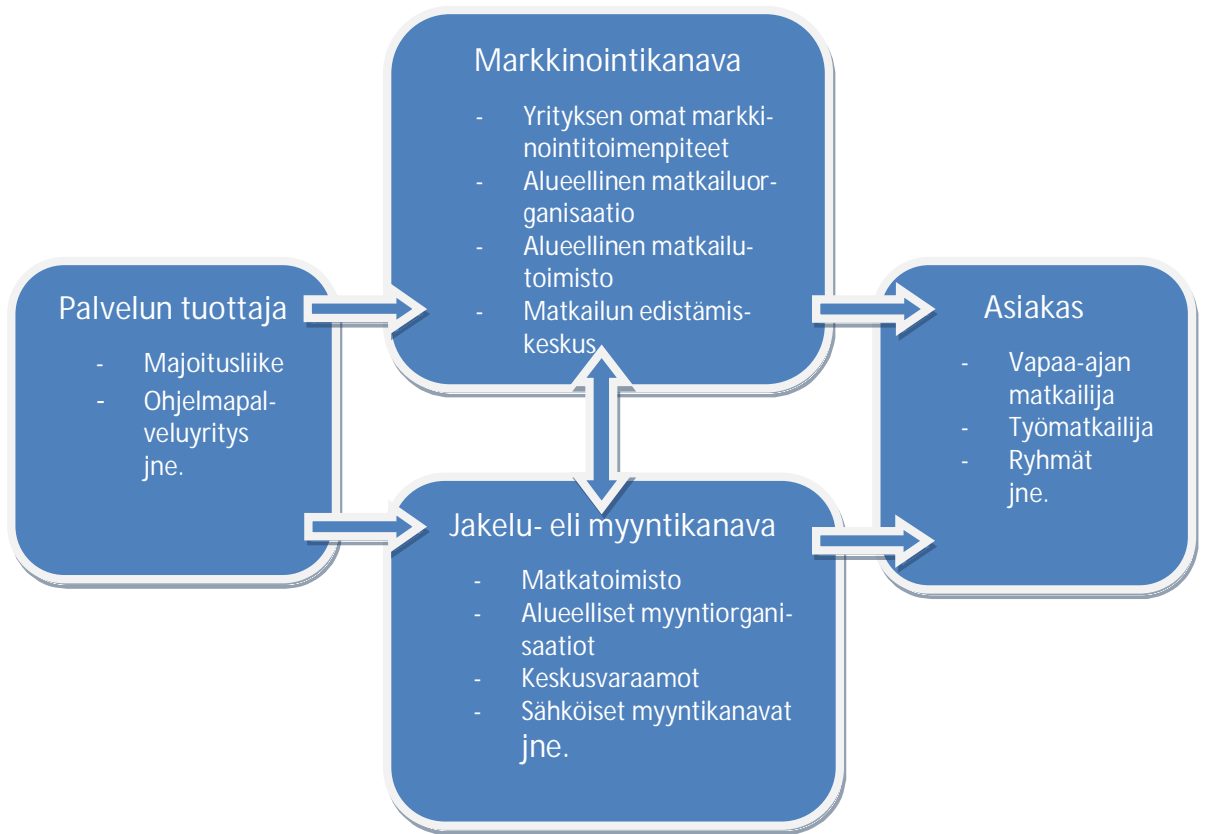 Markkinointikanava
- Yrityksen omat markki-
nointitoimenpiteet
- Alueellinen matkailuor-
ganisaatio
- Alueellinen matkailu-
toimisto
- Matkailun edistämis-
keskus
Palvelun tuottaja
- Majoitusliike
- Ohjelmapal-
veluyritys
jne.
Asiakas
- Vapaa-ajan
matkailija
- Työmatkailija
- Ryhmät
jne.
Jakelu- eli myyntikanava
- Matkatoimisto
- Alueelliset myyntiorgani-
saatiot
- Keskusvaraamot
- Sähköiset myyntikanavat
jne.